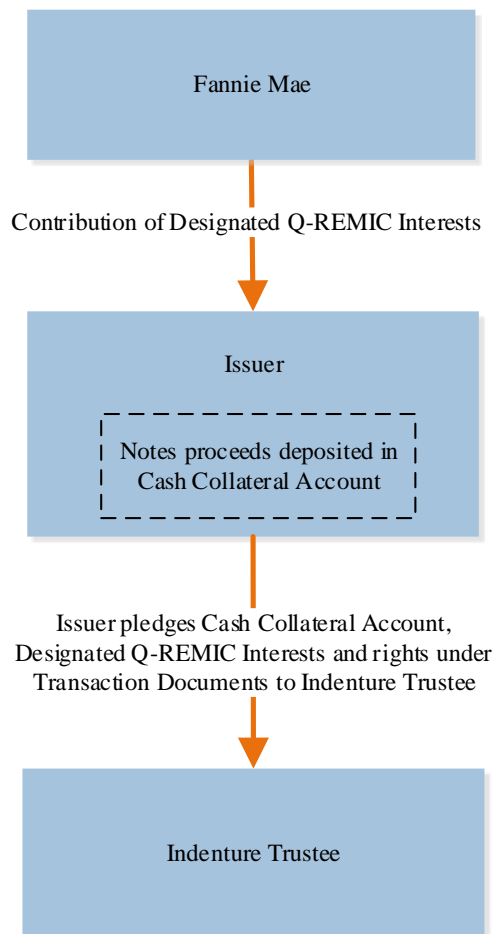 Fannie Mae
Contribution of Designated Q-REMIC Interests
Issuer
Notes proceeds deposited in
Cash Collateral Account
Issuer pledges Cash Collateral Account,
Designated Q-REMIC Interests and rights under
Transaction Documents to Indenture Trustee
Indenture Trustee